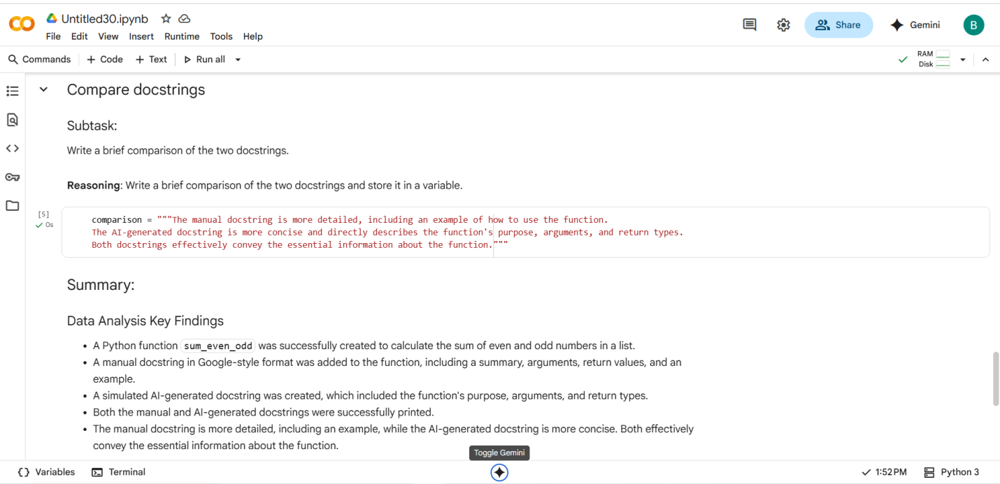 Untitled30.ipynb
File Edit View Insert Runtime Tools Help
Share
Gemini
B
Commands + Code + Text Run all
RAM
Disk
Compare docstrings
Subtask:
Write a brief comparison of the two docstrings.
Reasoning: Write a brief comparison of the two docstrings and store it in a variable.
[5]
0s
comparison = """The manual docstring is more detailed, including an example of how to use the function.
The AI-generated docstring is more concise and directly describes the function's purpose, arguments, and return types.
Both docstrings effectively convey the essential information about the function."""
Summary:
Data Analysis Key Findings
• A Python function sum_even_odd was successfully created to calculate the sum of even and odd numbers in a list.
• A manual docstring in Google-style format was added to the function, including a summary, arguments, return values, and an
example.
• A simulated AI-generated docstring was created, which included the function's purpose, arguments, and return types.
• Both the manual and AI-generated docstrings were successfully printed.
• The manual docstring is more detailed, including an example, while the AI-generated docstring is more concise. Both effectively
convey the essential information about the function.
Toggle Gemini
{} Variables
Terminal
1:52 PM
Python 3